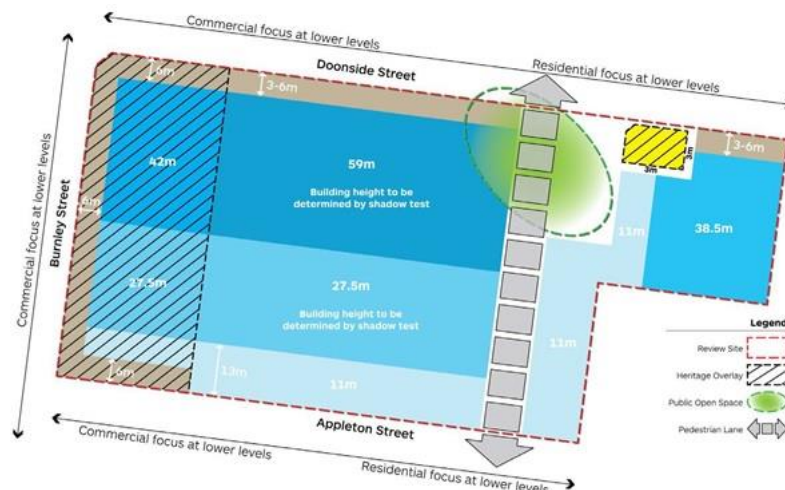 Commercial focus at lower levels
Residential focus at lower levels
Doonside Street
6m
3-6m
3-6m
3m
3m
42m
59m
Building height to be
determined by shadow test
11m
38.5m
Commercial focus at lower levels
Burnley Street
6m
27.5m
27.5m
Building height to be
determined by shadow test
11m
6m
13m
11m
Appleton Street
Commercial focus at lower levels
Residential focus at lower levels
Legend
Review Site
Heritage Overlay
Public Open Space
Pedestrian Lane